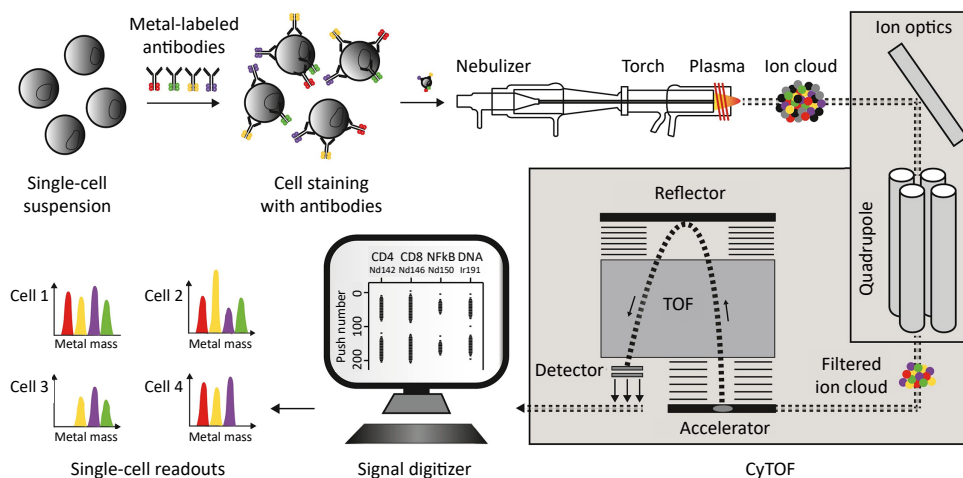 Metal-labeled
antibodies
Single-cell
suspension
Cell staining
with antibodies
Nebulizer
Torch
Plasma
Ion cloud
Ion optics
Quadrupole
Filtered
ion cloud
Reflector
TOF
Detector
Accelerator
CyTOF
CD4 CD8 NFkB DNA
Nd142 Nd146 Nd150 Ir191
Push number
0
100
200
Signal digitizer
Cell 1
Metal mass
Cell 2
Metal mass
Cell 3
Metal mass
Cell 4
Metal mass
Single-cell readouts